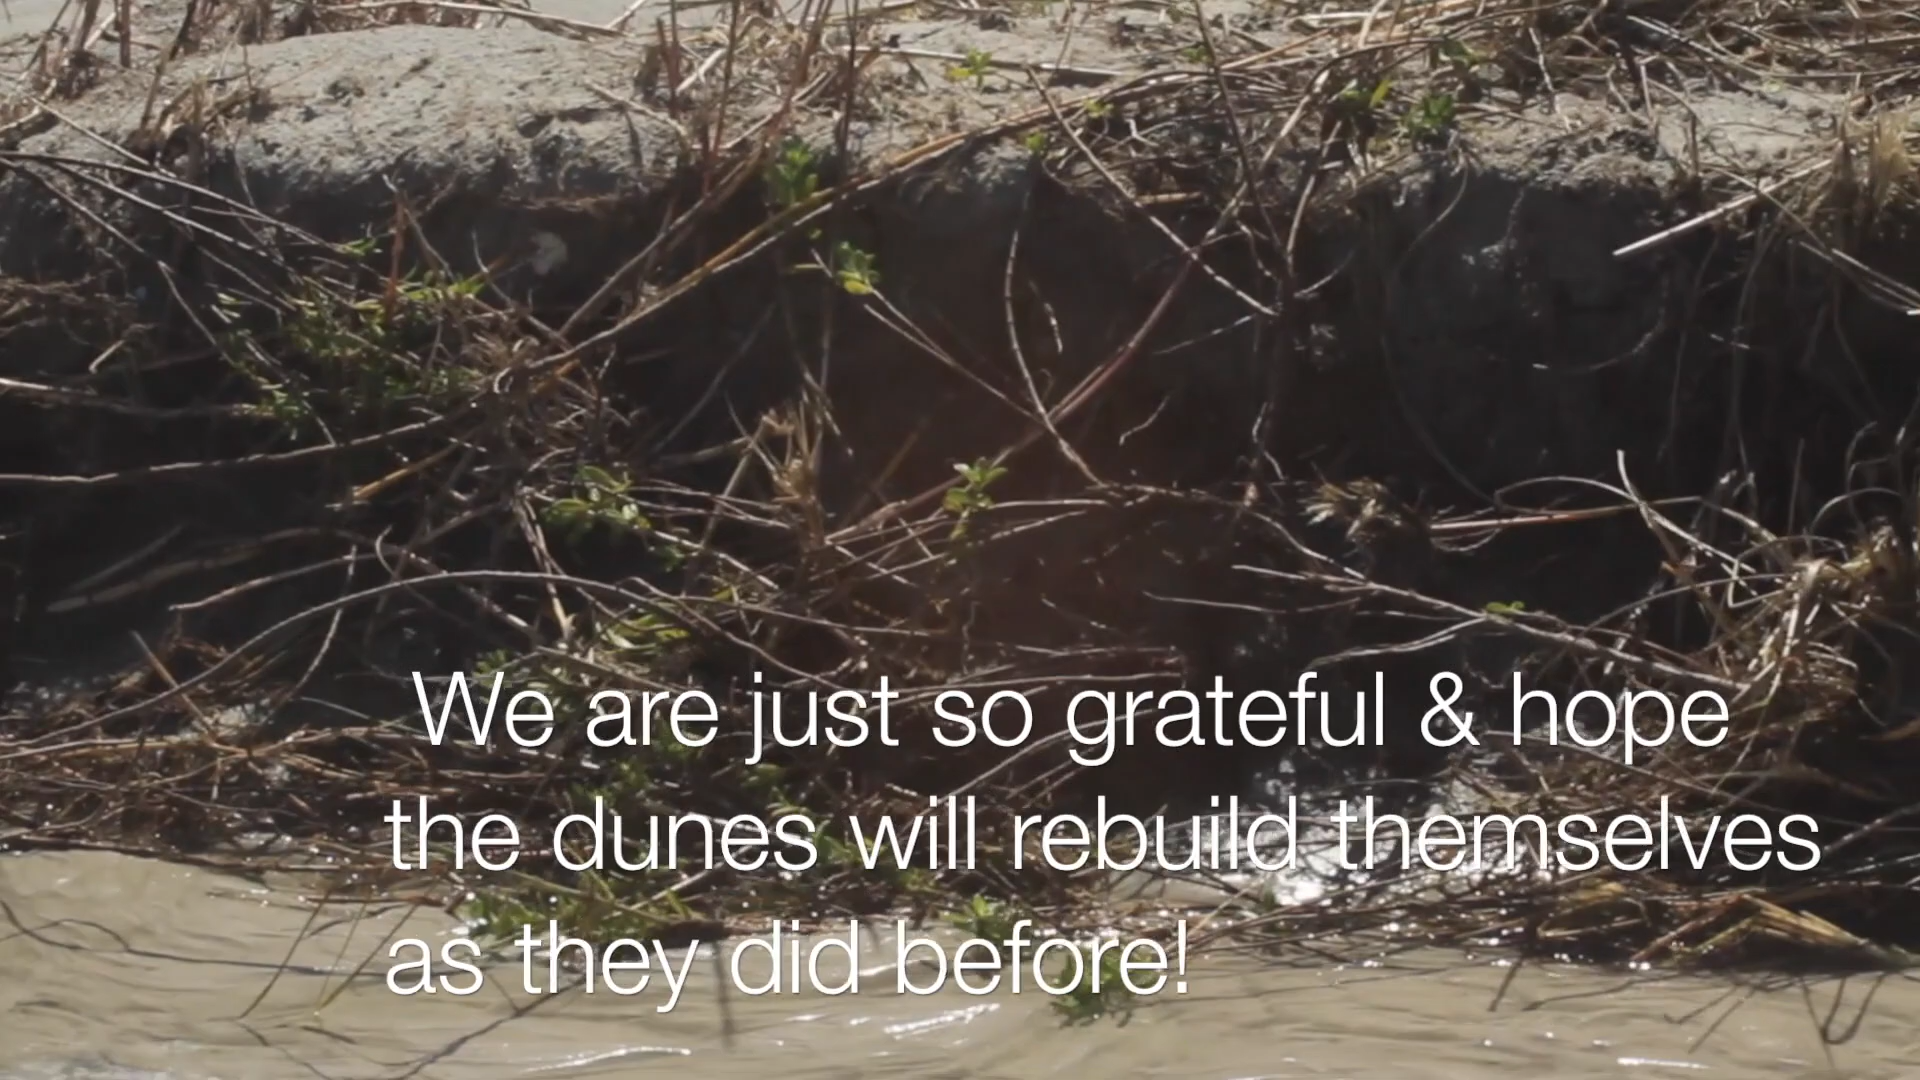 We are just so grateful & hope
the dunes will rebuild themselves
as they did before!